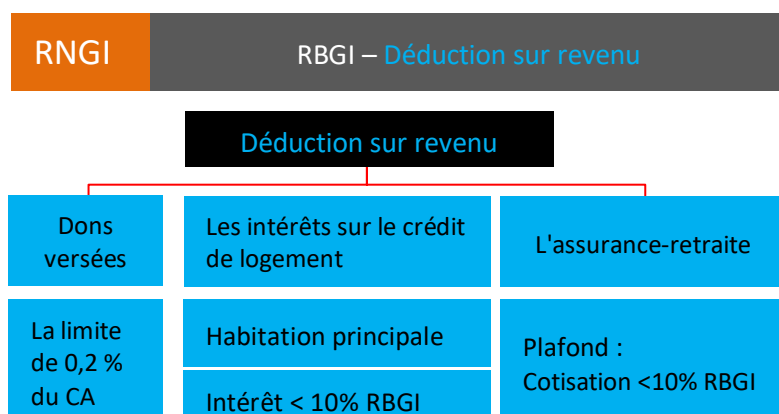 RNGI
RBGI – Déduction sur revenu
Déduction sur revenu
Dons
versées
Les intérêts sur le crédit
de logement
L'assurance-retraite
La limite
de 0,2 %
du CA
Habitation principale
Intérêt < 10% RBGI
Plafond :
Cotisation <10% RBGI